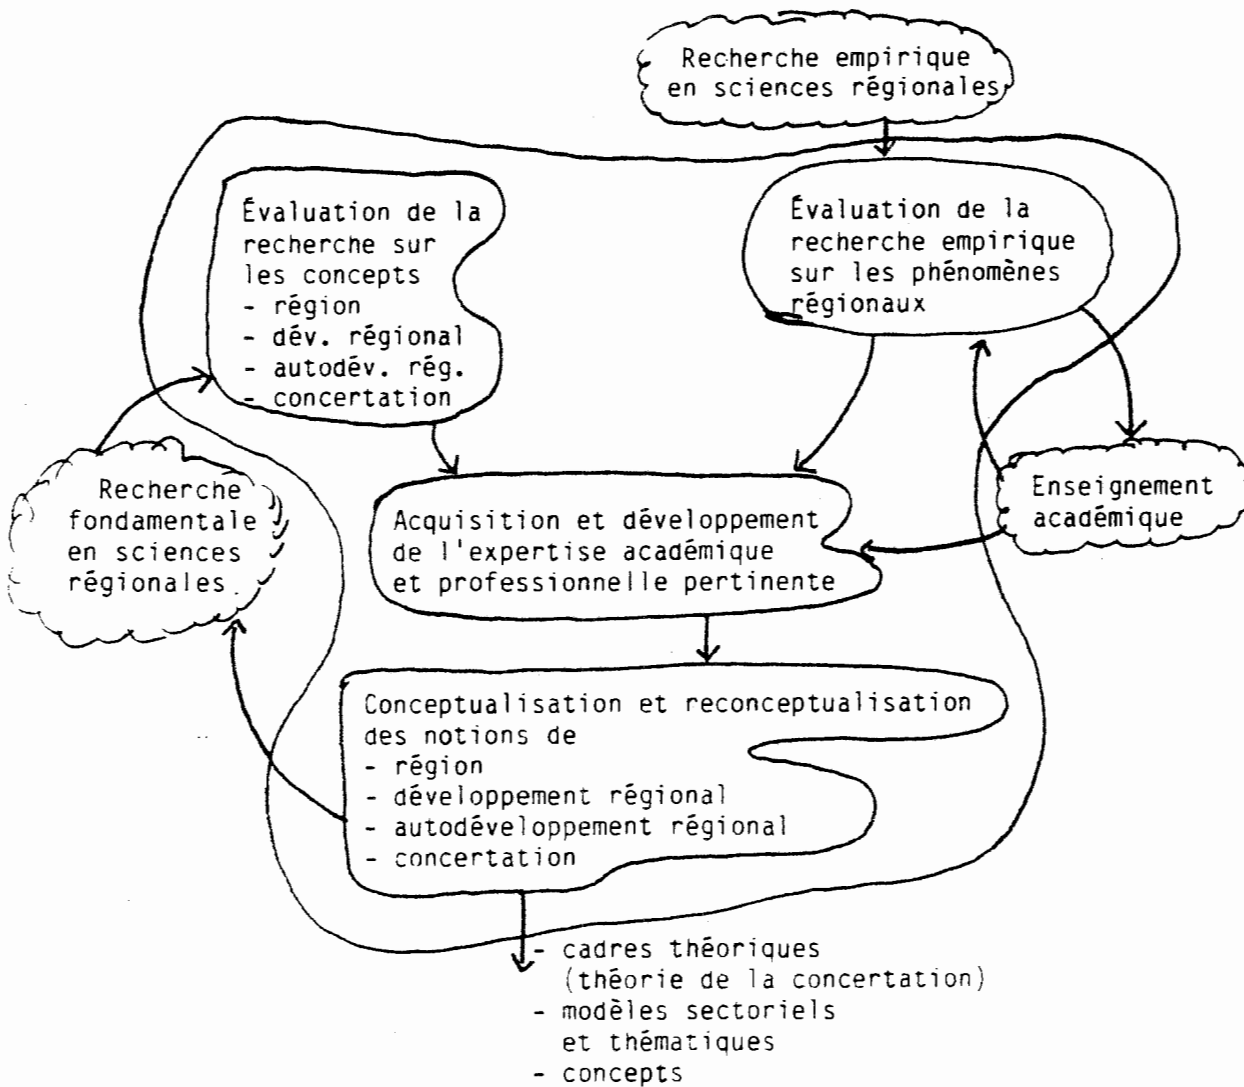 Recherche empirique
en sciences régionales
Évaluation de la
recherche sur
les concepts
- région
- dév. régional
- autodév. rég.
- concertation
Évaluation de la
recherche empirique
sur les phénomènes
régionaux
Recherche
fondamentale
en sciences
régionales
Acquisition et développement
de l'expertise académique
et professionnelle pertinente
Enseignement
académique
Conceptualisation et reconceptualisation
des notions de
- région
- développement régional
- autodéveloppement régional
- concertation
- cadres théoriques
(théorie de la concertation)
- modèles sectoriels
et thématiques
- concepts